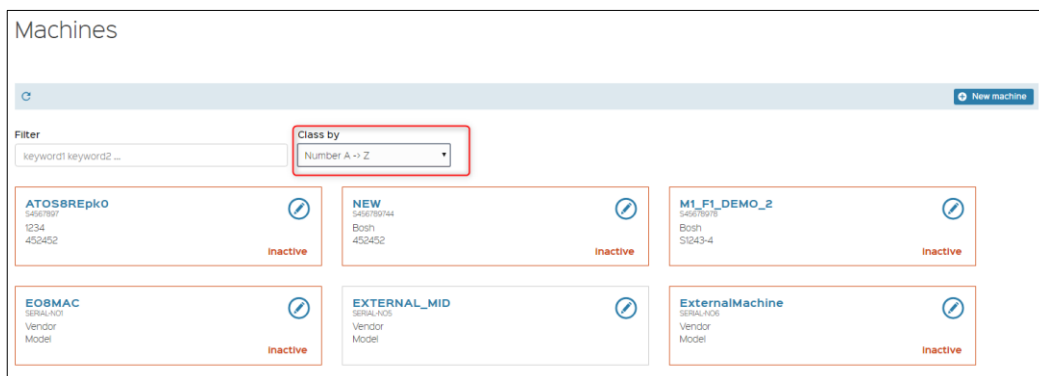 Machines
New machine
Filter
Class by
keyword1 keyword2 ...
Number A -> Z
ATOS8REpk0
S4567897
1234
452452
Inactive
NEW
S456789744
Bosh
452452
Inactive
M1_F1_DEMO_2
S45678978
Bosh
S1243-4
Inactive
EO8MAC
SERIAL-NO1
Vendor
Model
Inactive
EXTERNAL_MID
SERIAL-NO5
Vendor
Model
ExternalMachine
SERIAL-NO6
Vendor
Model
Inactive